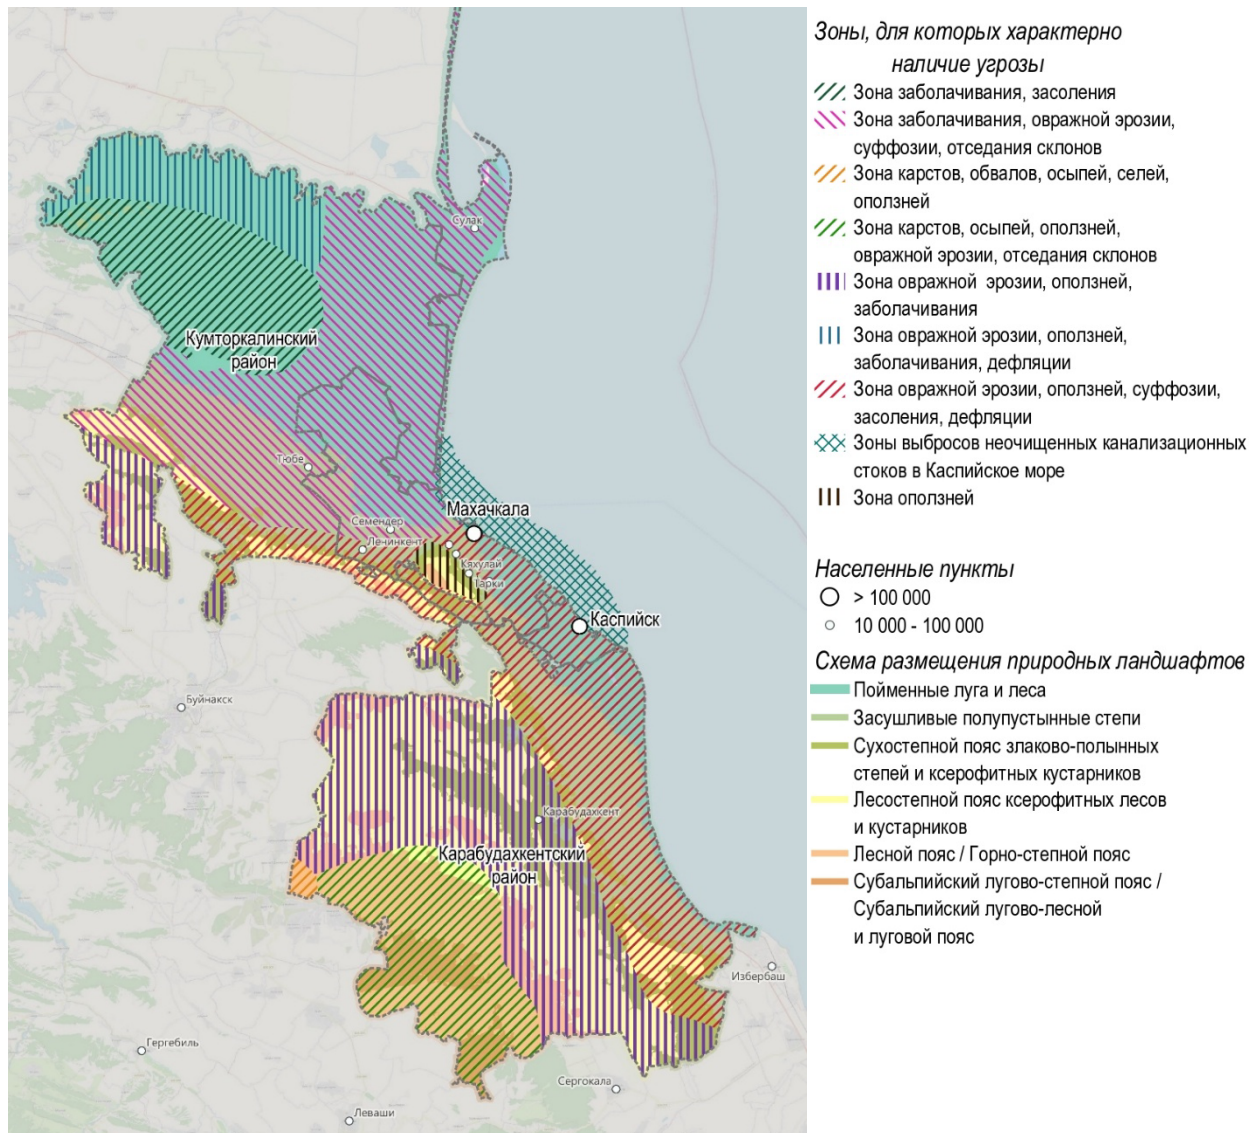 Сулак
Кумторкалинский
район
Тюбе
Махачкала
Семендер
Ленинкент
Кяхулай
Тарки
Каспийск
Буйнакск
Карабудахкент
Карабудахкентский
район
Избербаш
Гергебиль
Сергокала
Леваши
Зоны, для которых характерно
наличие угрозы
Зона заболачивания, засоления
Зона заболачивания, овражной эрозии,
суффозии, отседания склонов
Зона карстов, обвалов, осыпей, селей,
оползней
Зона карстов, осыпей, оползней,
овражной эрозии, отседания склонов
Зона овражной эрозии, оползней,
заболачивания
Зона овражной эрозии, оползней,
заболачивания, дефляции
Зона овражной эрозии, оползней, суффозии,
засоления, дефляции
Зоны выбросов неочищенных канализационных
стоков в Каспийское море
Зона оползней
Населенные пункты
> 100 000
10 000 - 100 000
Схема размещения природных ландшафтов
Пойменные луга и леса
Засушливые полупустынные степи
Сухостепной пояс злаково-полынных
степей и ксерофитных кустарников
Лесостепной пояс ксерофитных лесов
и кустарников
Лесной пояс / Горно-степной пояс
Субальпийский лугово-степной пояс /
Субальпийский лугово-лесной
и луговой пояс